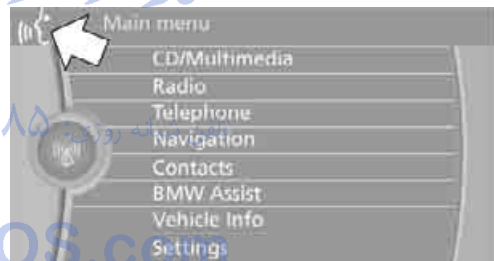 Main menu
CD/Multimedia
Radio
Telephone
Navigation
Contacts
BMW Assist
Vehicle Info
Settings